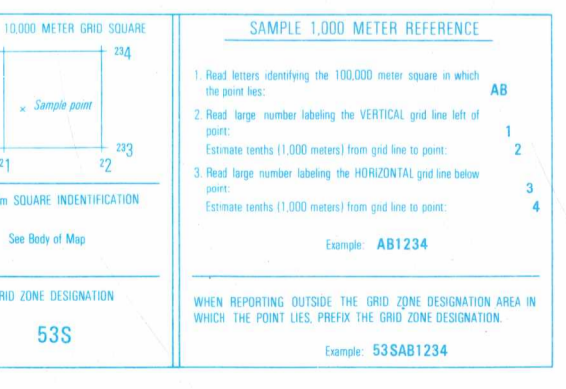 10,000 METER GRID SQUARE
²³4
× Sample point
²³3
²1
²2
m SQUARE INDENTIFICATION
See Body of Map
RID ZONE DESIGNATION
53S
SAMPLE 1,000 METER REFERENCE
1. Read letters identifying the 100,000 meter square in which
the point lies: AB
2. Read large number labeling the VERTICAL grid line left of
point: 1
Estimate tenths (1,000 meters) from grid line to point: 2
3. Read large number labeling the HORIZONTAL grid line below
point: 3
Estimate tenths (1,000 meters) from grid line to point: 4
Example: AB1234
WHEN REPORTING OUTSIDE THE GRID ZONE DESIGNATION AREA IN
WHICH THE POINT LIES, PREFIX THE GRID ZONE DESIGNATION.
Example: 53SAB1234